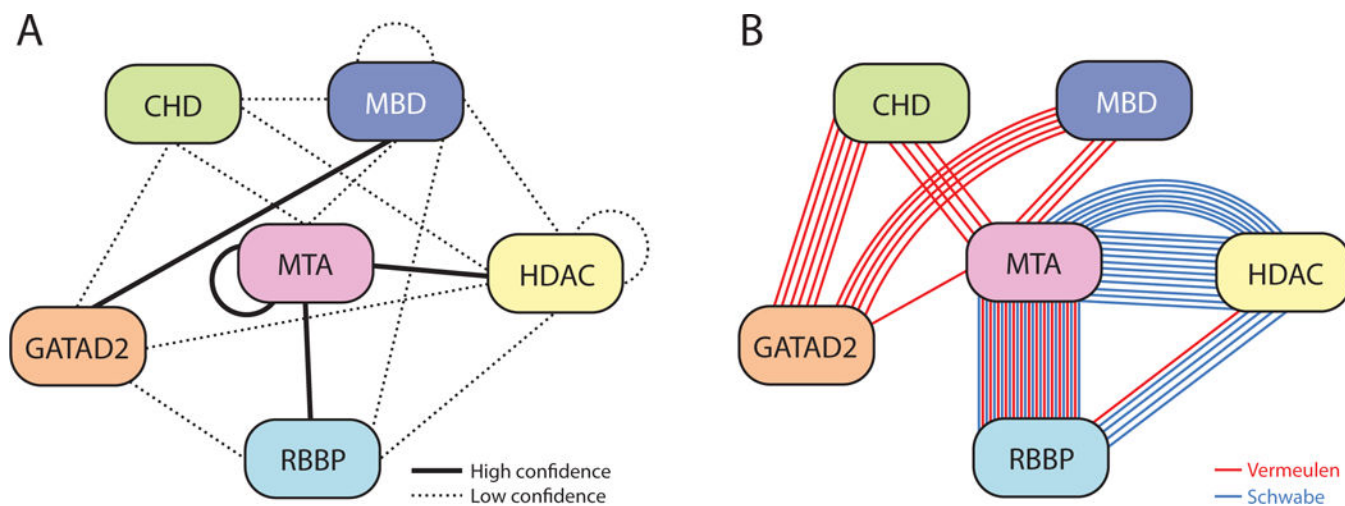 A
CHD
MBD
MTA
HDAC
GATAD2
RBBP
High confidence
Low confidence
B
CHD
MBD
MTA
HDAC
GATAD2
RBBP
Vermeulen
Schwabe